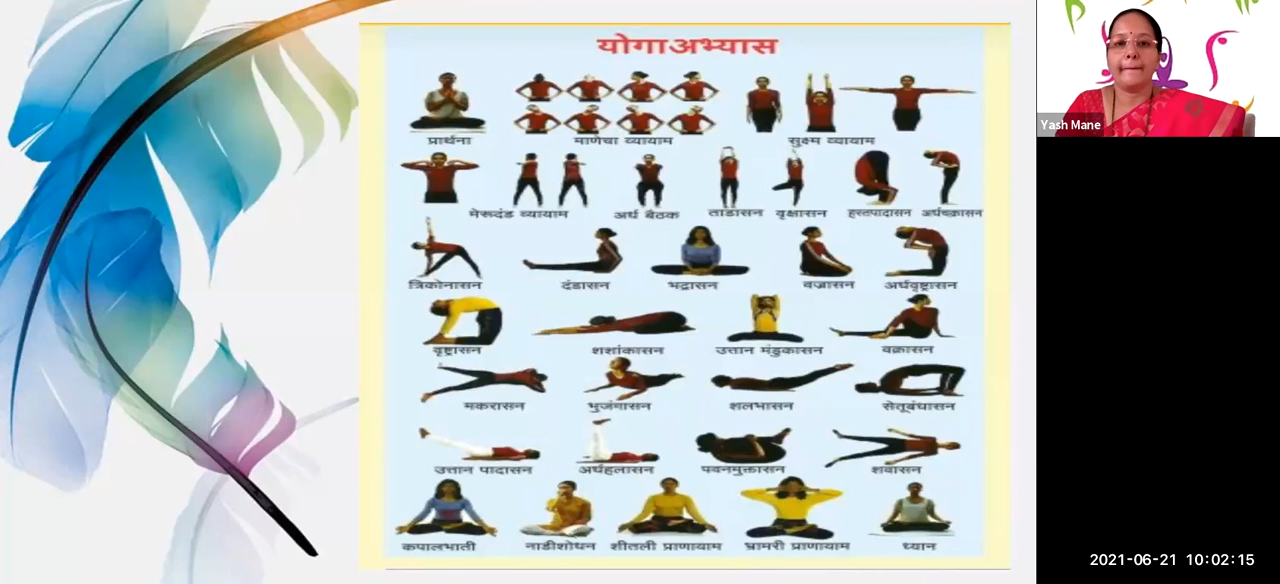 योगाअभ्यास
प्रार्थना मानेचा व्यायाम सुक्ष्म व्यायाम
मेरूदंड व्यायाम अर्ध बैठक ताडासन वृक्षासन हस्तपादासन अर्धचक्रासन
त्रिकोनासन दंडासन भद्रासन वज्रासन अर्धवृष्ट्रासन
वृष्ट्रासन शशांकासन उत्तान मंडुकासन वक्रासन
मकरासन भुजंगासन शलभासन सेतूबंधासन
उत्तान पादासन अर्धहलासन पवनमुक्तासन शवासन
कपालभाती नाडीशोधन शीतली प्राणायाम भ्रामरी प्राणायाम ध्यान
Yash Mane
2021-06-21 10:02:15